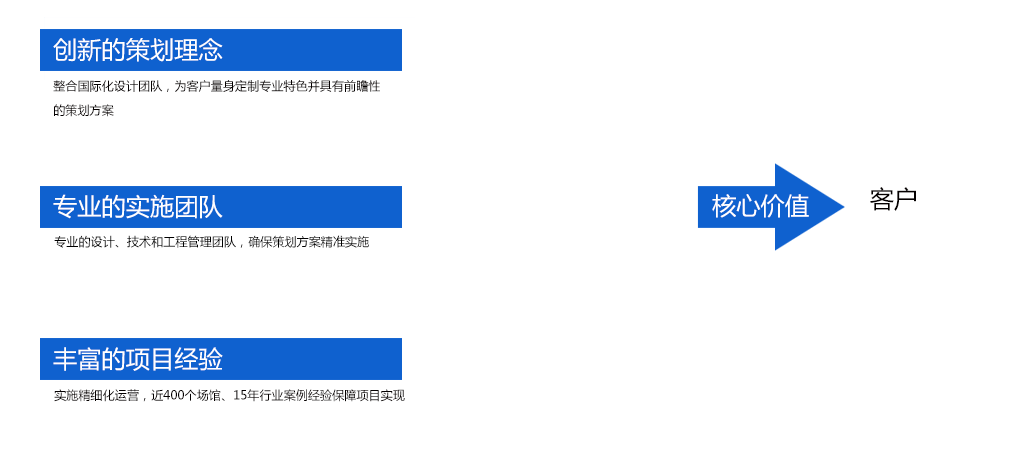 创新的策划理念
整合国际化设计团队，为客户量身定制专业特色并具有前瞻性
的策划方案
专业的实施团队
专业的设计、技术和工程管理团队，确保策划方案精准实施
核心价值
客户
丰富的项目经验
实施精细化运营，近400个场馆、15年行业案例经验保障项目实现